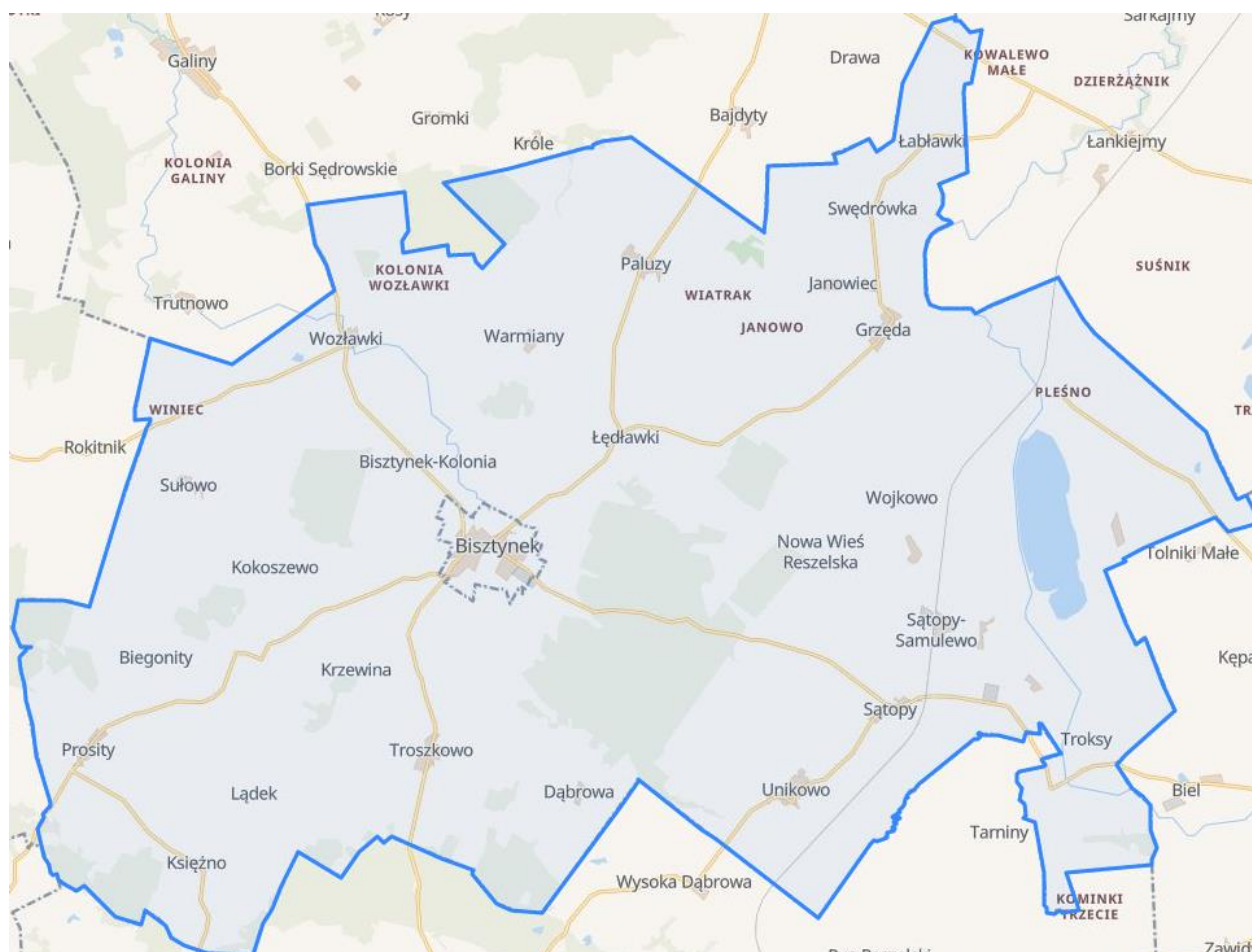 Sarkajmy
Galiny
Drawa
KOWALEWO
MAŁE
DZIERŻĄŻNIK
Gromki
Bajdyty
Króle
Łabławki
Łankiejmy
KOLONIA
GALINY
Borki Sędrowskie
Swędrówka
Paluzy
SUŚNIK
KOLONIA
WOZŁAWKI
Janowiec
WIATRAK
Trutnowo
JANOWO
Grzęda
Wozławki
Warmiany
PLEŚNO
WINIEC
Rokitnik
Łędławki
Bisztynek-Kolonia
Sułowo
Wojkowo
Bisztynek
Nowa Wieś
Reszelska
Tolniki Małe
Kokoszewo
Sątopy-
Samulewo
Biegonity
Krzewina
Sątopy
Prosity
Troszkowo
Troksy
Lądek
Dąbrowa
Unikowo
Biel
Tarniny
Księżno
Wysoka Dąbrowa
KOMINKI
TRZECIE